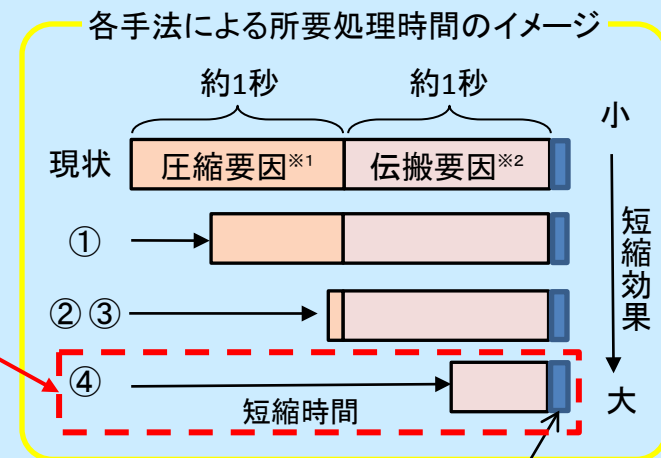 各手法による所要処理時間のイメージ
約1秒 約1秒
小
現状 圧縮要因※1 伝搬要因※2
①
短縮効果
②③
④
短縮時間
大